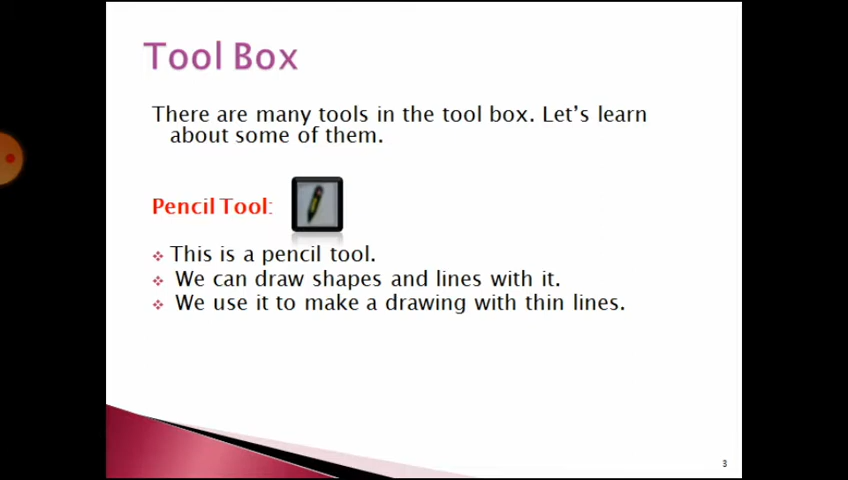 Tool Box
There are many tools in the tool box. Let's learn
about some of them.
Pencil Tool:
❖ This is a pencil tool.
❖ We can draw shapes and lines with it.
❖ We use it to make a drawing with thin lines.
3